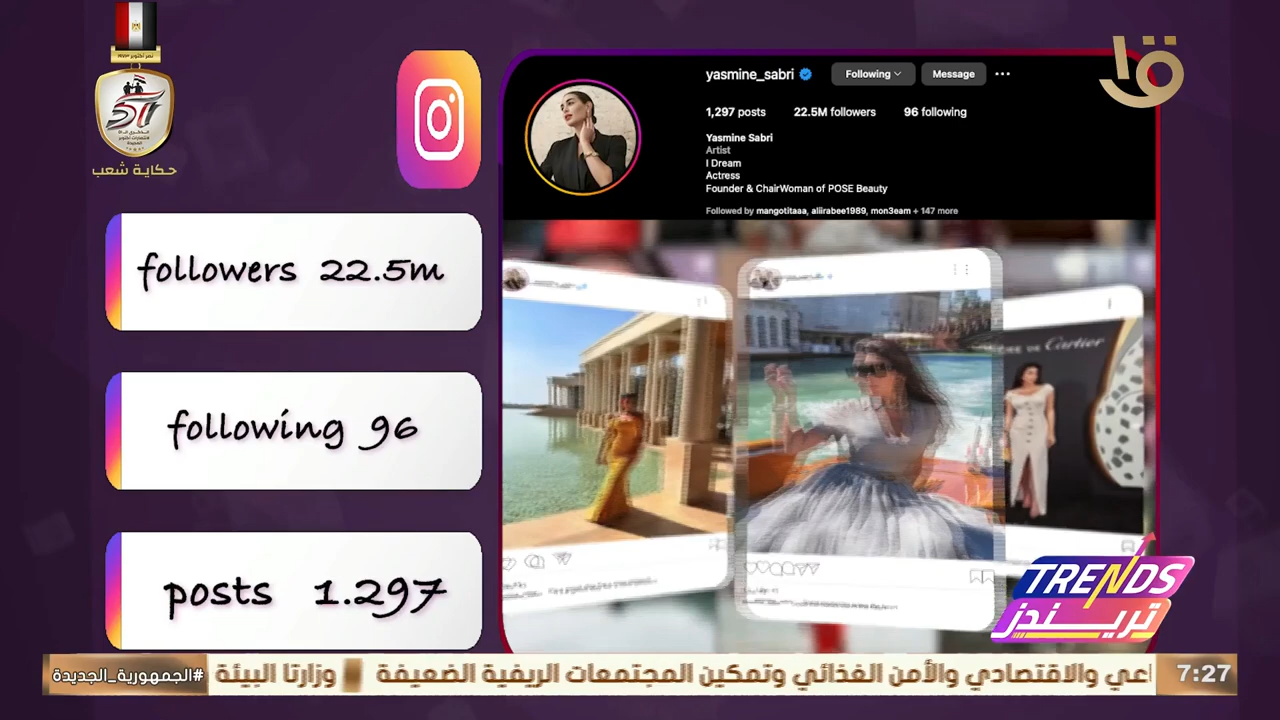 حكاية شعب
followers 22.5m
following 96
posts 1.297
yasmine_sabri Following Message
1,297 posts 22.5M followers 96 following
Yasmine Sabri
Artist
I Dream
Actress
Founder & ChairWoman of POSE Beauty
Followed by mangotitaaa, aliirabee1989, mon3eam + 147 more
Cartier
TRENDS
تريندز
#الجمهورية_الجديدة
اعي والاقتصادي والأمن الغذائي وتمكين المجتمعات الريفية الضعيفة وزارتا البيئة
7:27